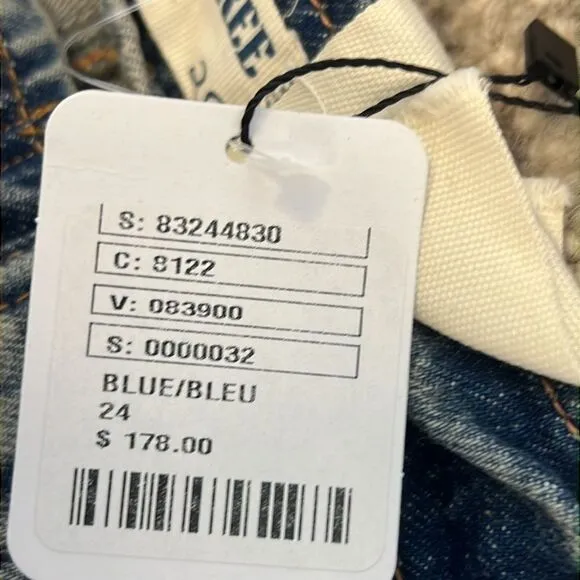 S: 83244830
C: 8122
V: 083900
S: 0000032
BLUE/BLEU
24
$ 178.00